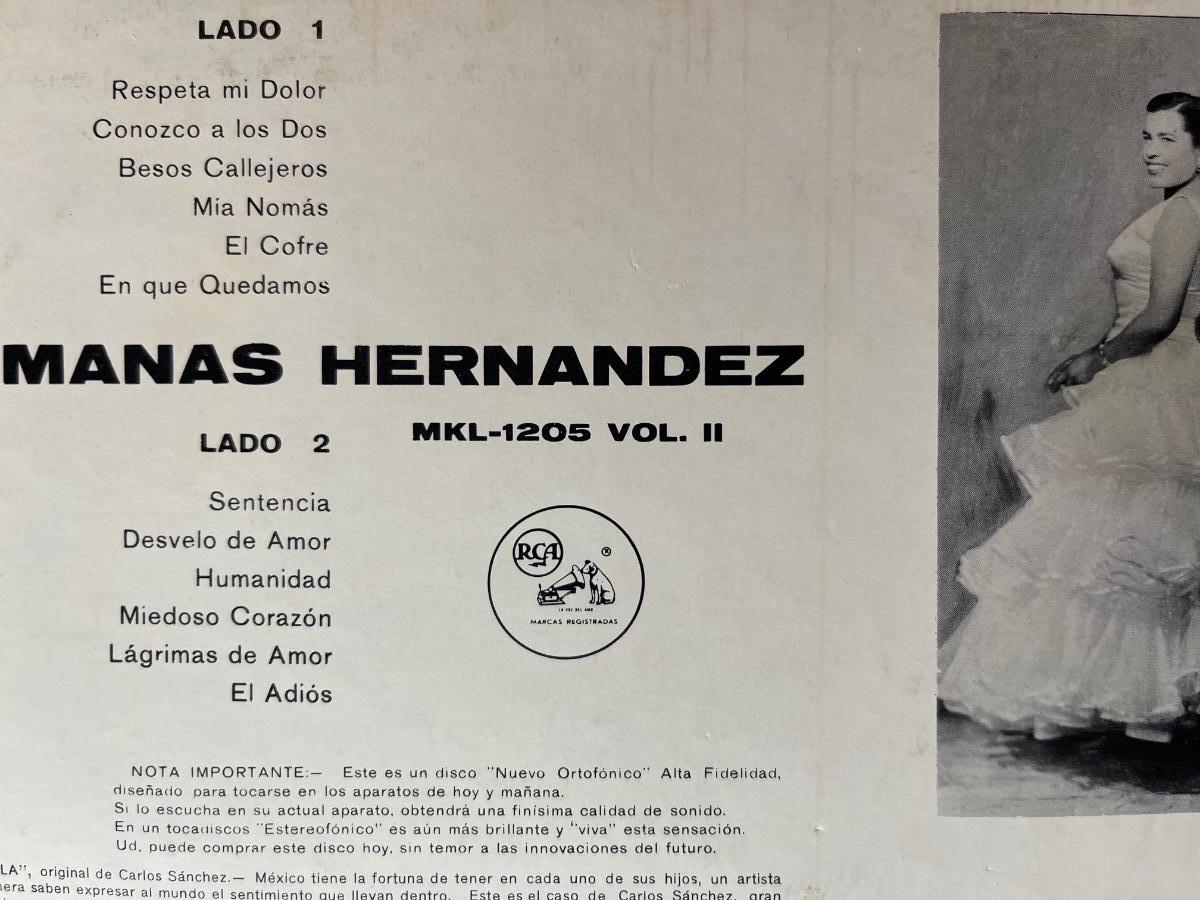 LADO 1
Respeta mi Dolor
Conozco a los Dos
Besos Callejeros
Mía Nomás
El Cofre
En que Quedamos
MANAS HERNANDEZ
MKL-1205 VOL. II
LADO 2
Sentencia
Desvelo de Amor
Humanidad
Miedoso Corazón
Lágrimas de Amor
El Adiós
RCA ®
LA VOZ DEL AMO
MARCAS REGISTRADAS
NOTA IMPORTANTE:— Este es un disco "Nuevo Ortofónico" Alta Fidelidad,
diseñado para tocarse en los aparatos de hoy y mañana.
Si lo escucha en su actual aparato, obtendrá una finísima calidad de sonido.
En un tocadiscos "Estereofónico" es aún más brillante y "viva" esta sensación.
Ud. puede comprar este disco hoy, sin temor a las innovaciones del futuro.
LA", original de Carlos Sánchez.— México tiene la fortuna de tener en cada uno de sus hijos, un artista
nera saben expresar al mundo el sentimiento que llevan dentro. Este es el caso de Carlos Sánchez, gran